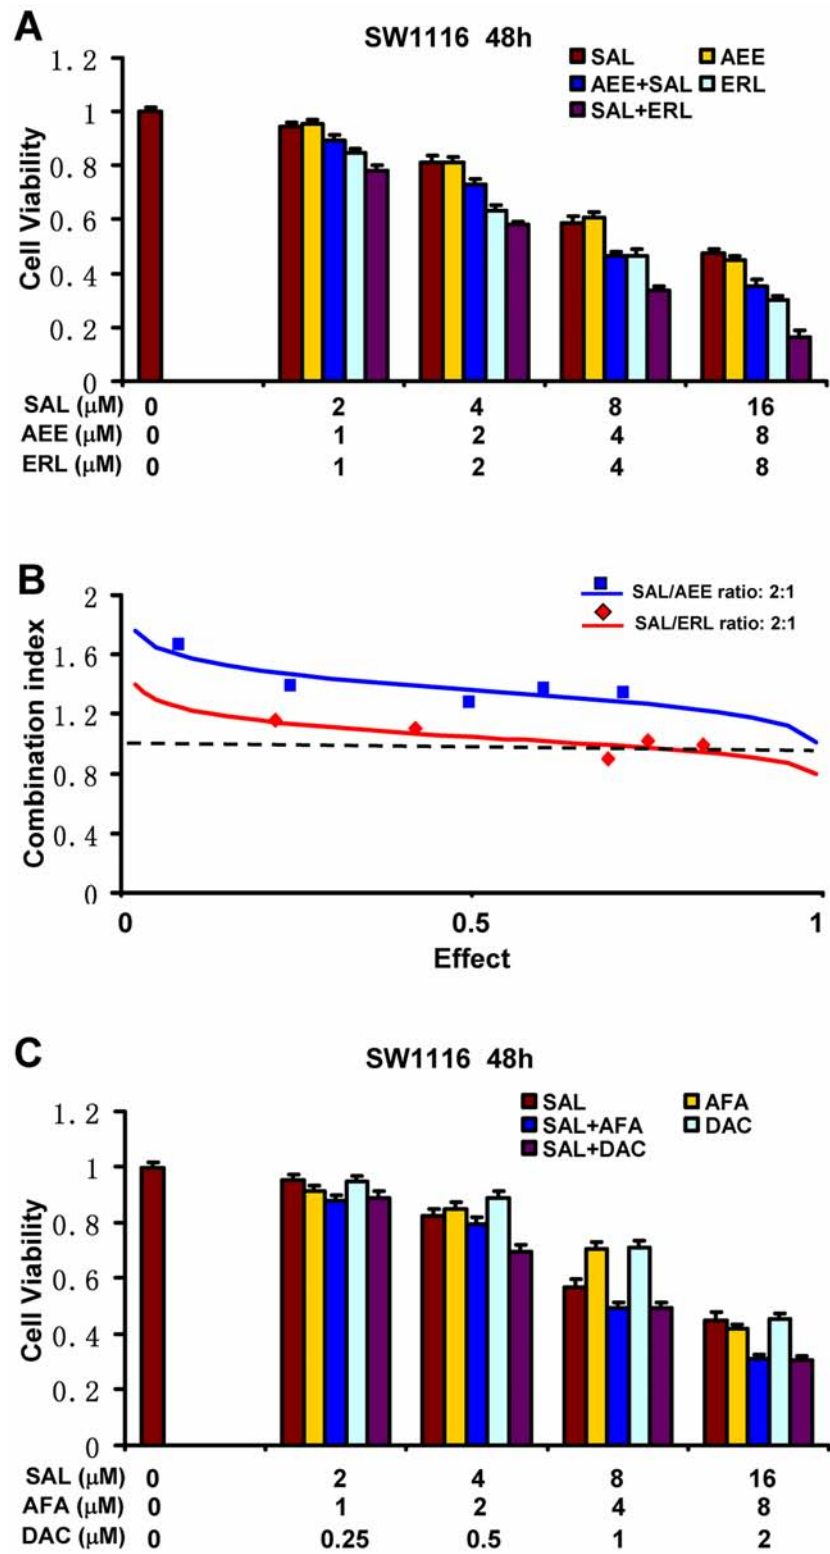 A
SW1116 48h
SAL AEE
AEE+SAL ERL
SAL+ERL
Cell Viability
1.2
1
0.8
0.6
0.4
0.2
0
SAL (μM) 0 2 4 8 16
AEE (μM) 0 1 2 4 8
ERL (μM) 0 1 2 4 8
B
SAL/AEE ratio: 2:1
SAL/ERL ratio: 2:1
Combination index
2
1.6
1.2
0.8
0.4
0
0 0.5 1
Effect
C
SW1116 48h
SAL AFA
SAL+AFA DAC
SAL+DAC
Cell Viability
1.2
1
0.8
0.6
0.4
0.2
0
SAL (μM) 0 2 4 8 16
AFA (μM) 0 1 2 4 8
DAC (μM) 0 0.25 0.5 1 2